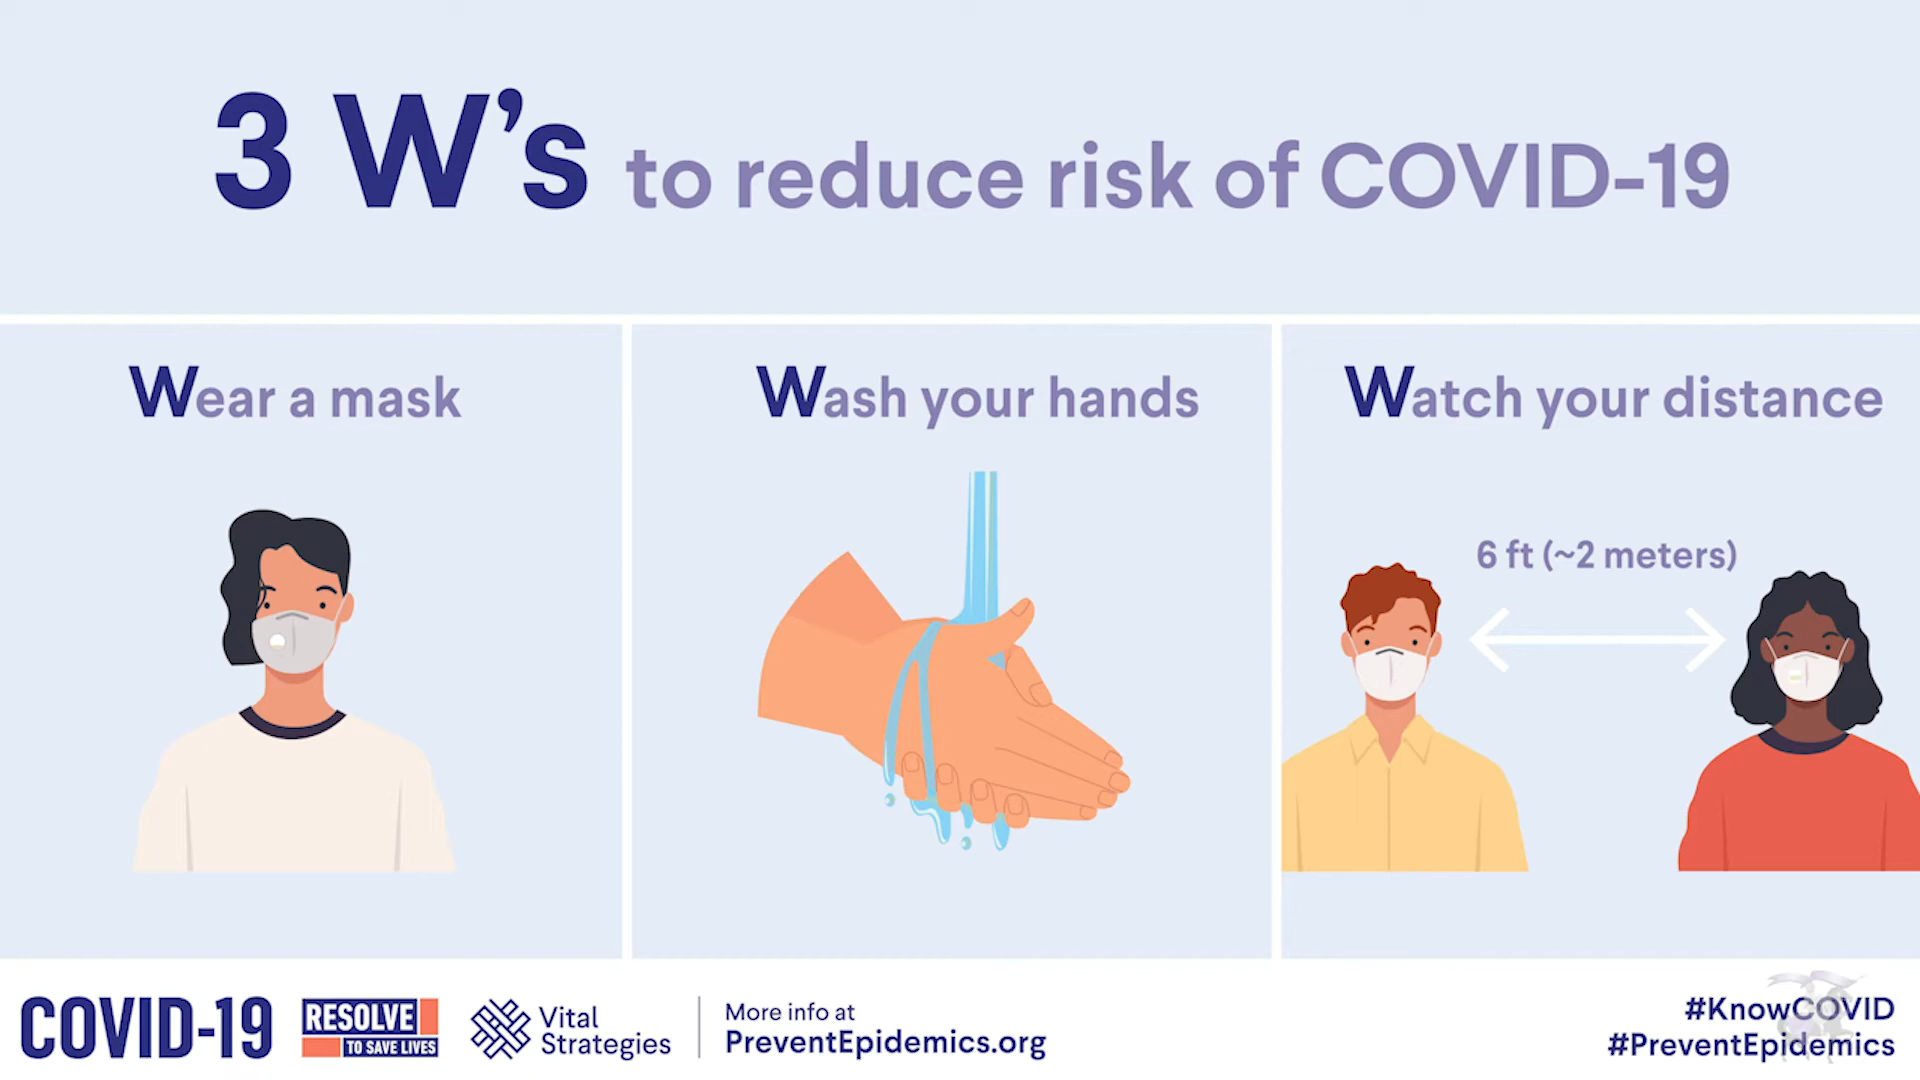 3 W's to reduce risk of COVID-19
Wear a mask
Wash your hands
Watch your distance
6 ft (~2 meters)
COVID-19
RESOLVE
TO SAVE LIVES
Vital
Strategies
More info at
PreventEpidemics.org
#KnowCOVID
#PreventEpidemics